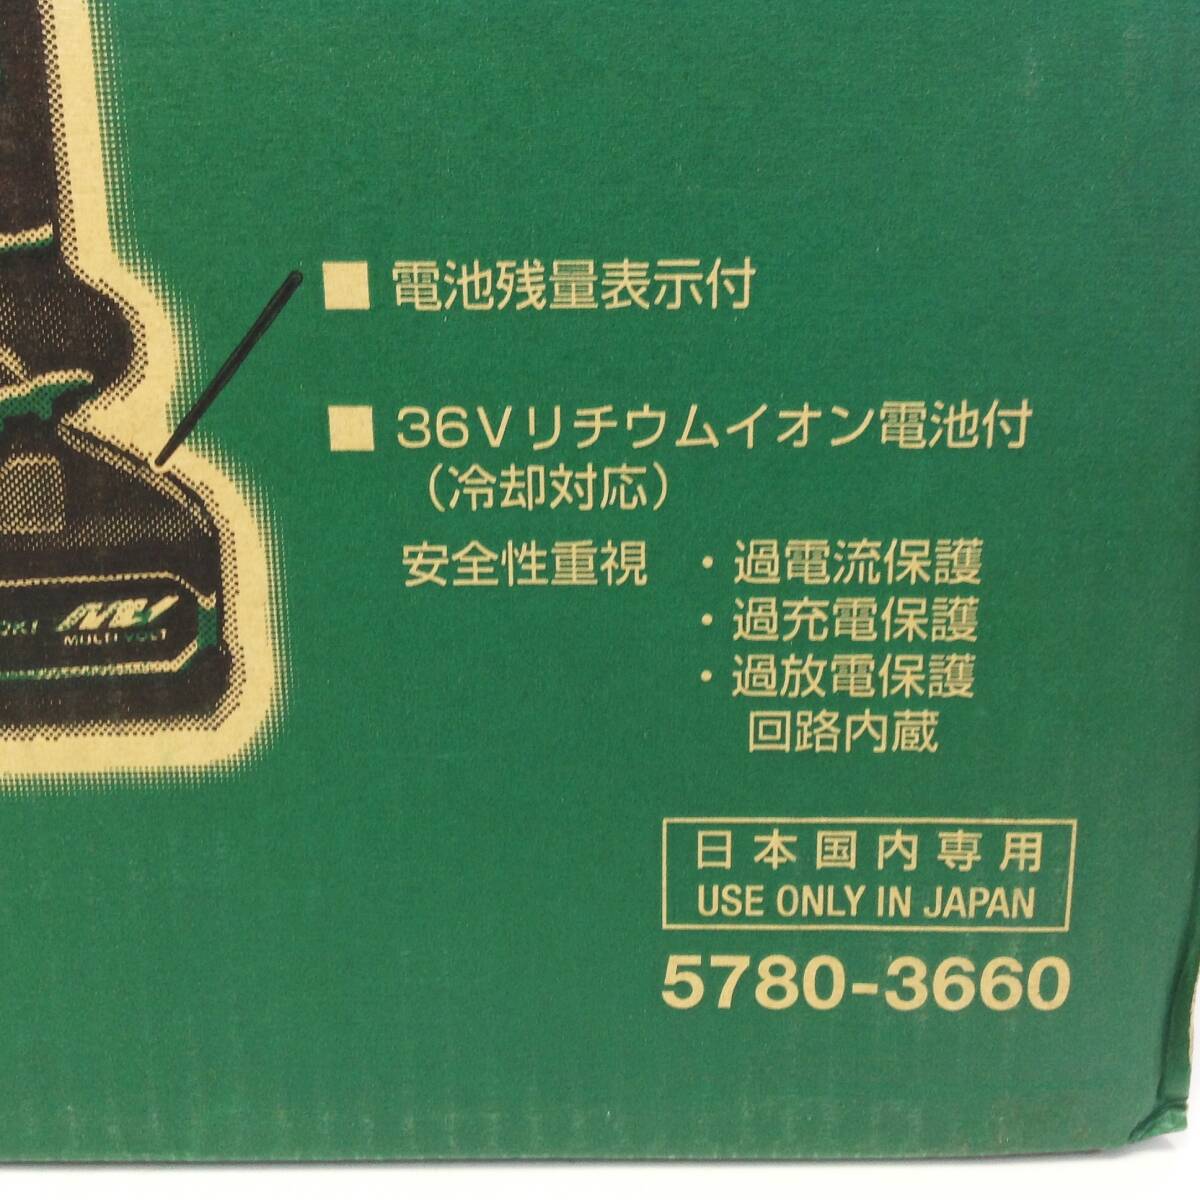 ■ 電池残量表示付
■ 36Vリチウムイオン電池付
（冷却対応）
安全性重視 ・過電流保護
・過充電保護
・過放電保護
回路内蔵
MULTI VOLT
日本国内専用
USE ONLY IN JAPAN
5780-3660